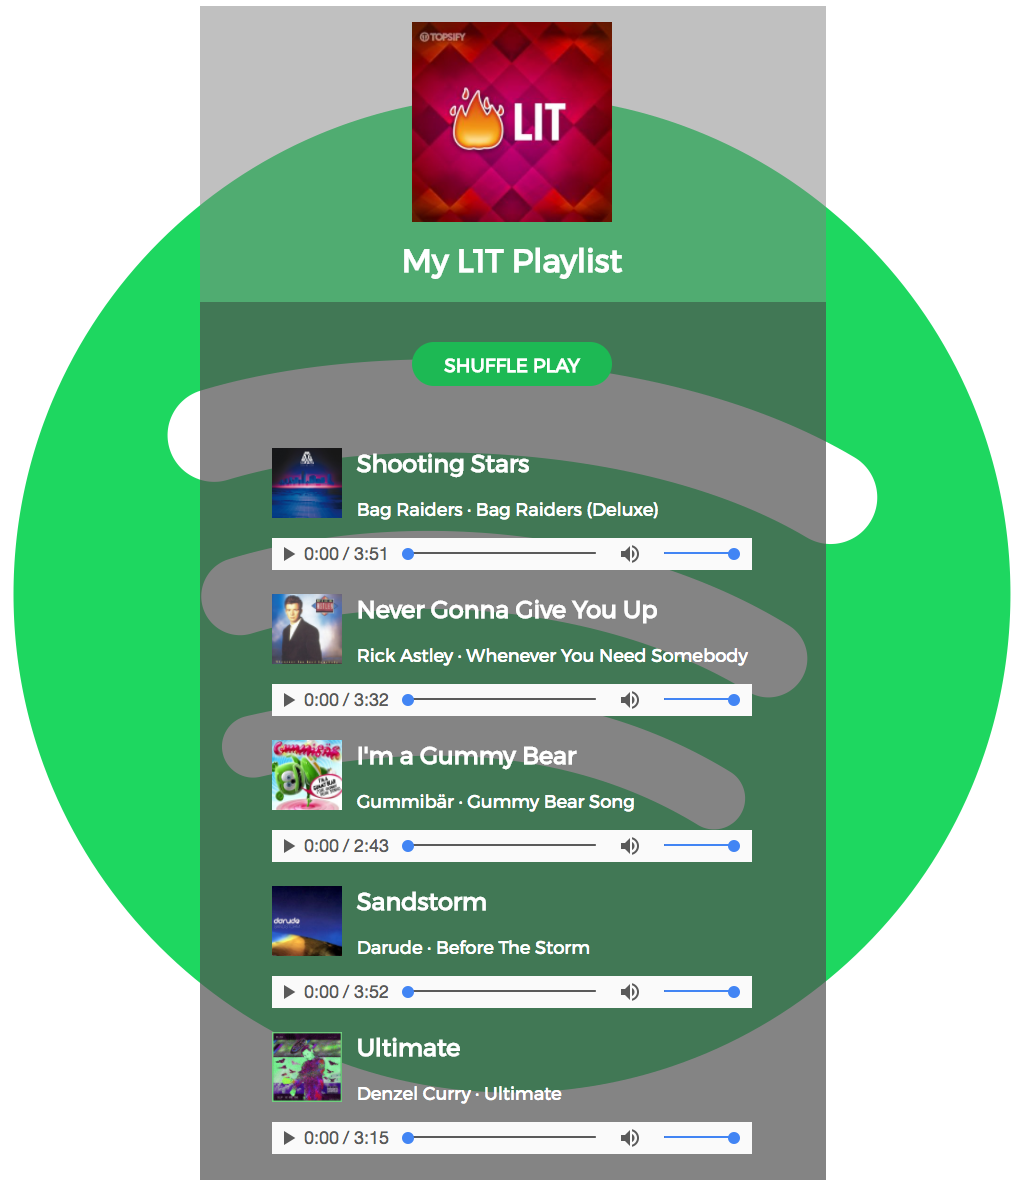 TOPSIFY
LIT
My L1T Playlist
SHUFFLE PLAY
Shooting Stars
Bag Raiders · Bag Raiders (Deluxe)
0:00 / 3:51
Never Gonna Give You Up
Rick Astley · Whenever You Need Somebody
0:00 / 3:32
Gummibär
I'm a Gummy Bear
Gummibär · Gummy Bear Song
0:00 / 2:43
darude
Sandstorm
Darude · Before The Storm
0:00 / 3:52
Ultimate
Denzel Curry · Ultimate
0:00 / 3:15